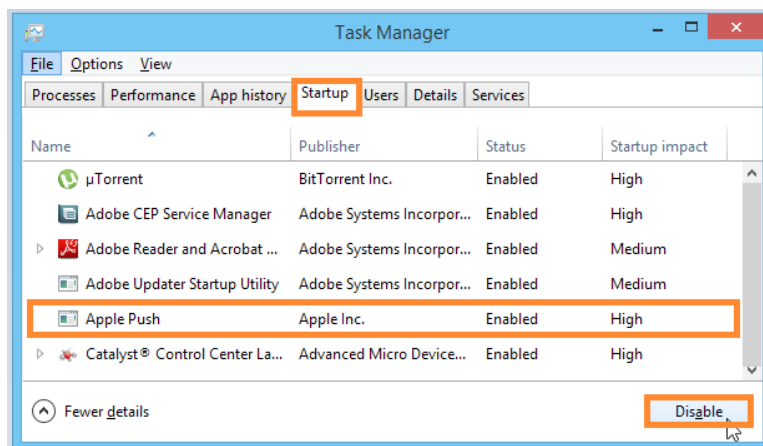 Task Manager
File Options View
Processes Performance App history Startup Users Details Services
Name Publisher Status Startup impact
µTorrent BitTorrent Inc. Enabled High
Adobe CEP Service Manager Adobe Systems Incorpor... Enabled High
Adobe Reader and Acrobat ... Adobe Systems Incorpor... Enabled Medium
Adobe Updater Startup Utility Adobe Systems Incorpor... Enabled Medium
Apple Push Apple Inc. Enabled High
Catalyst® Control Center La... Advanced Micro Device... Enabled High
Fewer details Disable